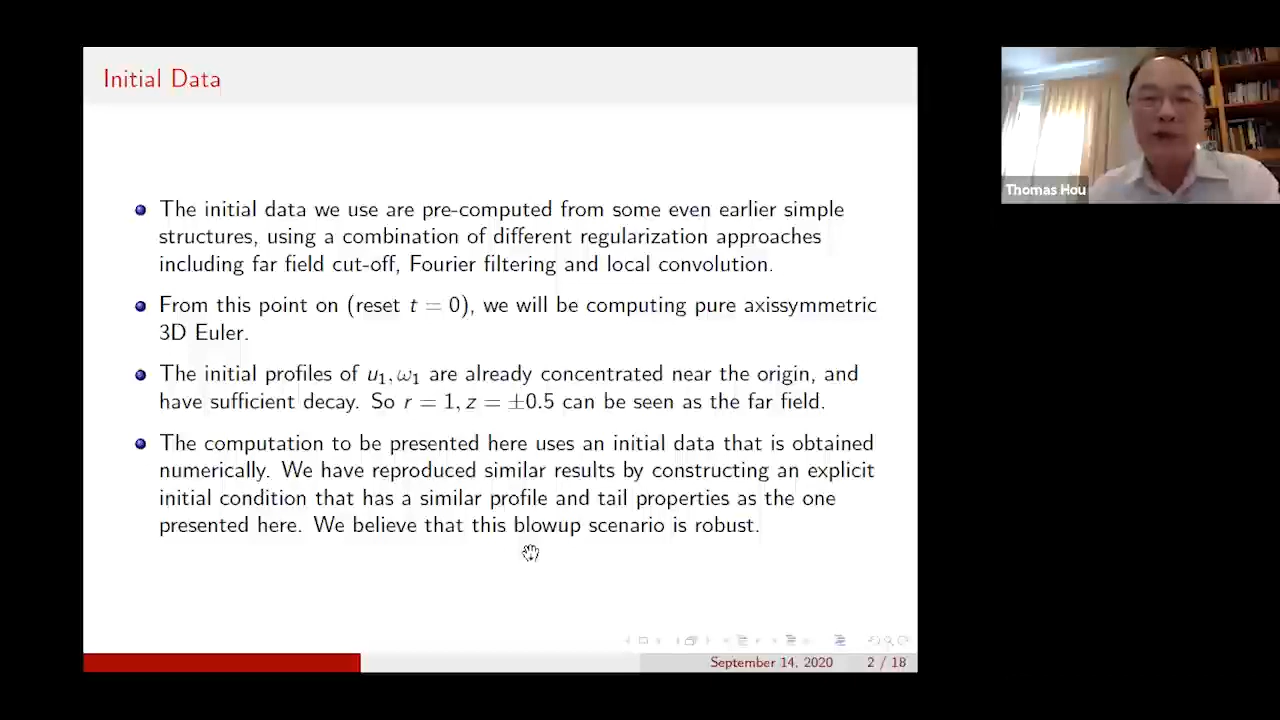 Initial Data
The initial data we use are pre-computed from some even earlier simple
structures, using a combination of different regularization approaches
including far field cut-off, Fourier filtering and local convolution.
From this point on (reset t = 0), we will be computing pure axissymmetric
3D Euler.
The initial profiles of u₁, ω₁ are already concentrated near the origin, and
have sufficient decay. So r = 1, z = ±0.5 can be seen as the far field.
The computation to be presented here uses an initial data that is obtained
numerically. We have reproduced similar results by constructing an explicit
initial condition that has a similar profile and tail properties as the one
presented here. We believe that this blowup scenario is robust.
September 14, 2020 2 / 18
Thomas Hou